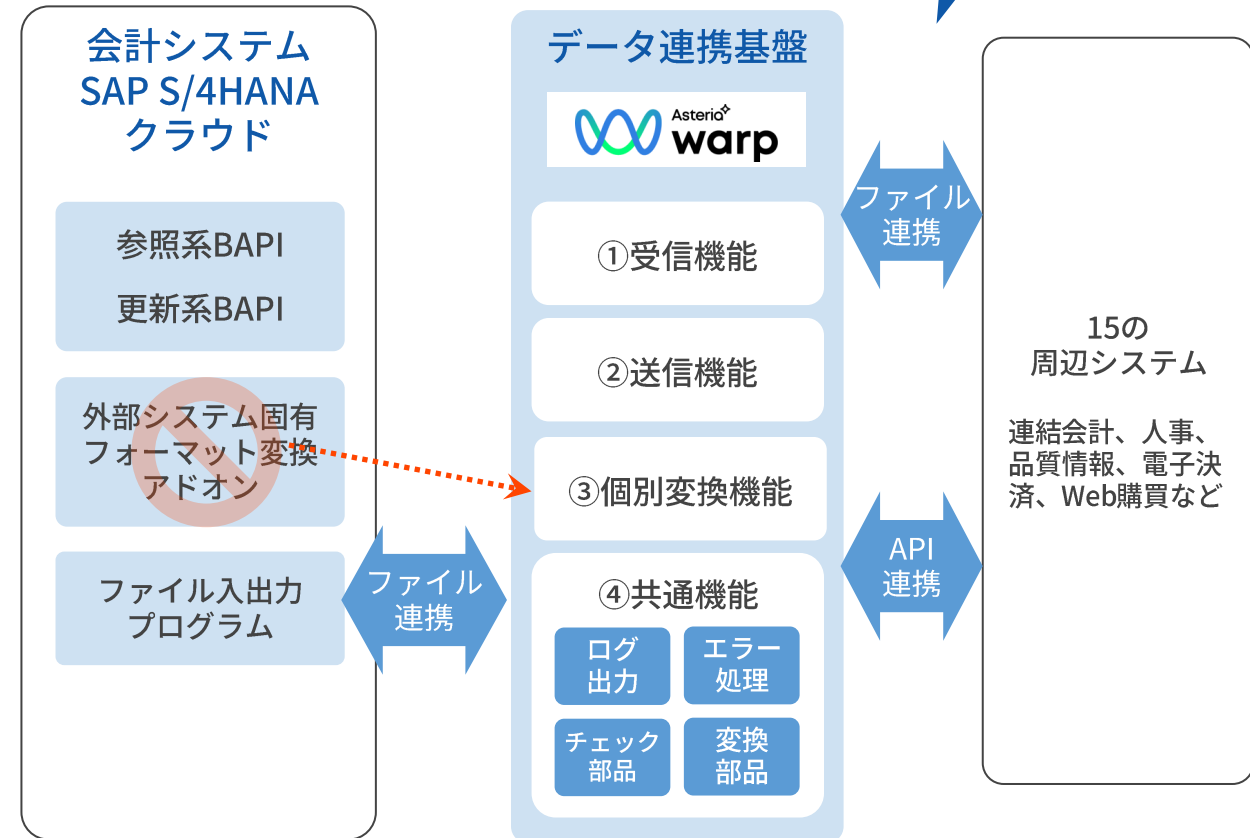 会計システム
SAP S/4HANA
クラウド
参照系BAPI
更新系BAPI
外部システム固有
フォーマット変換
アドオン
ファイル入出力
プログラム
ファイル
連携
データ連携基盤
Asteria
warp
①受信機能
②送信機能
③個別変換機能
④共通機能
ログ
出力
エラー
処理
チェック
部品
変換
部品
ファイル
連携
API
連携
15の
周辺システム
連結会計、人事、
品質情報、電子決
済、Web購買など